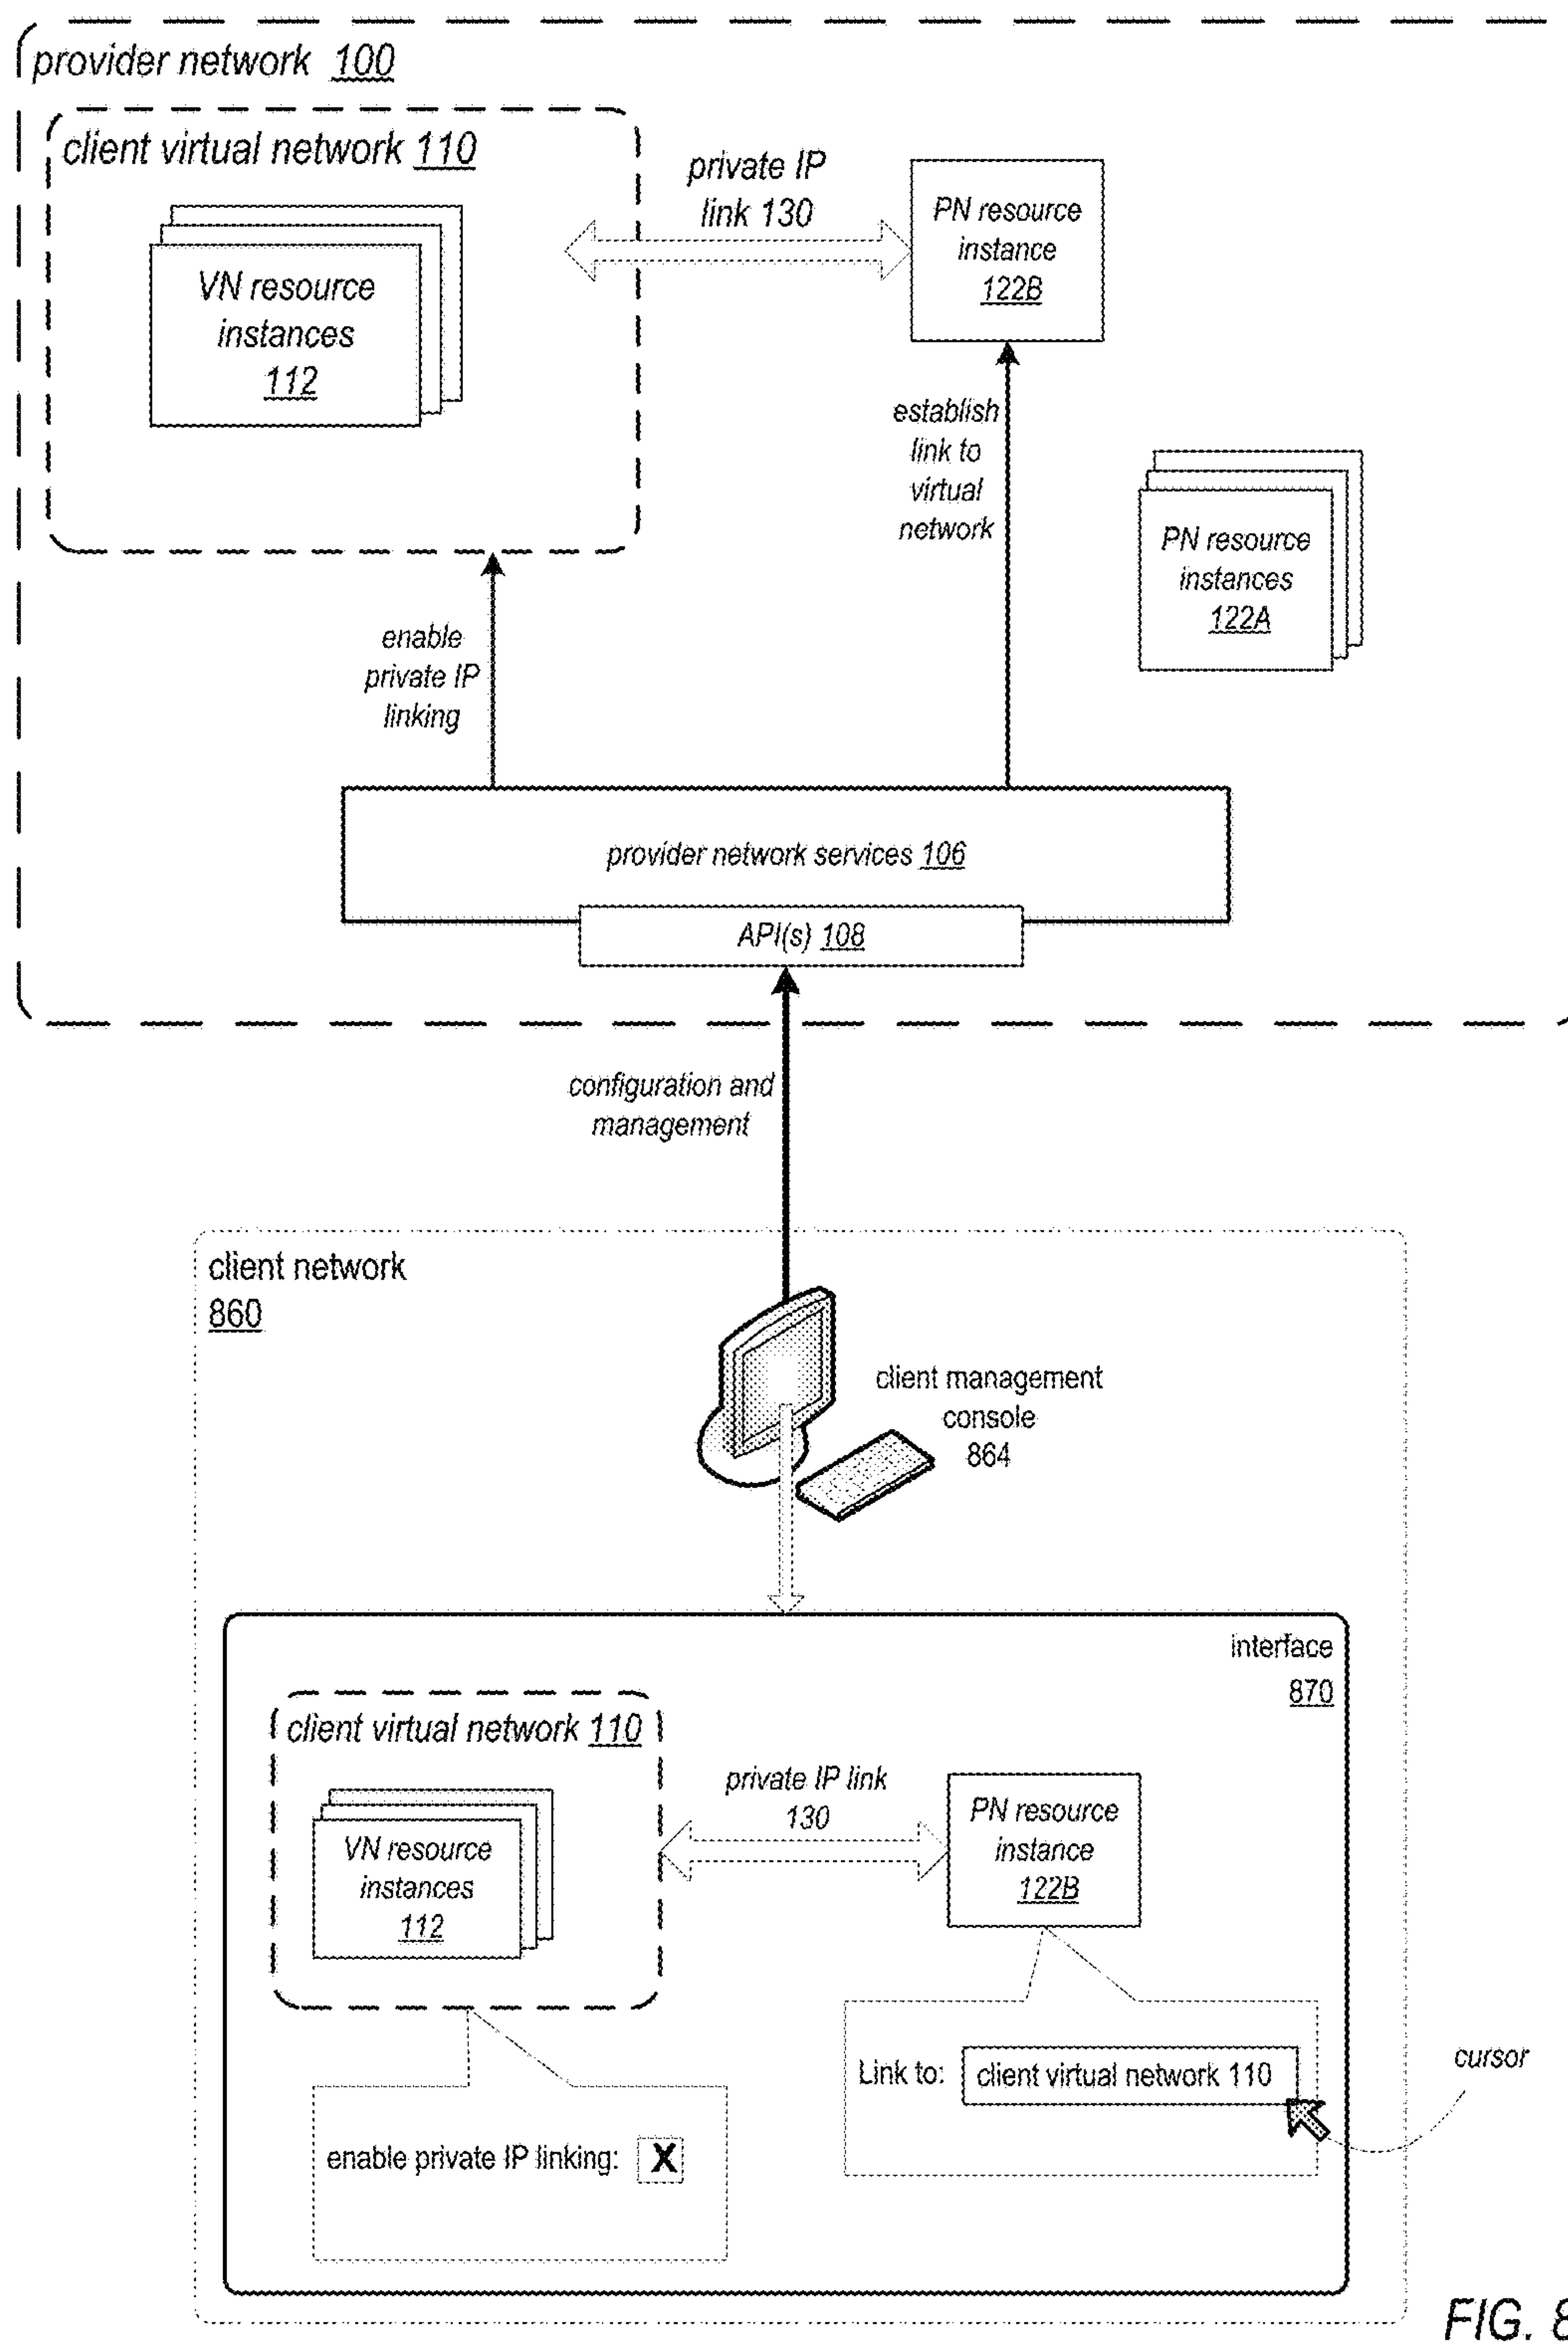 provider network 100
client virtual network 110
private IP
link 130
PN resource
instance
122B
VN resource
instances
112
establish
link to
virtual
network
PN resource
instances
122A
enable
private IP
linking
provider network services 106
API(s) 108
configuration and
management
client network
860
client management
console
864
interface
870
client virtual network 110
private IP link
130
PN resource
instance
122B
VN resource
instances
112
Link to: client virtual network 110
cursor
enable private IP linking: X
FIG. 8